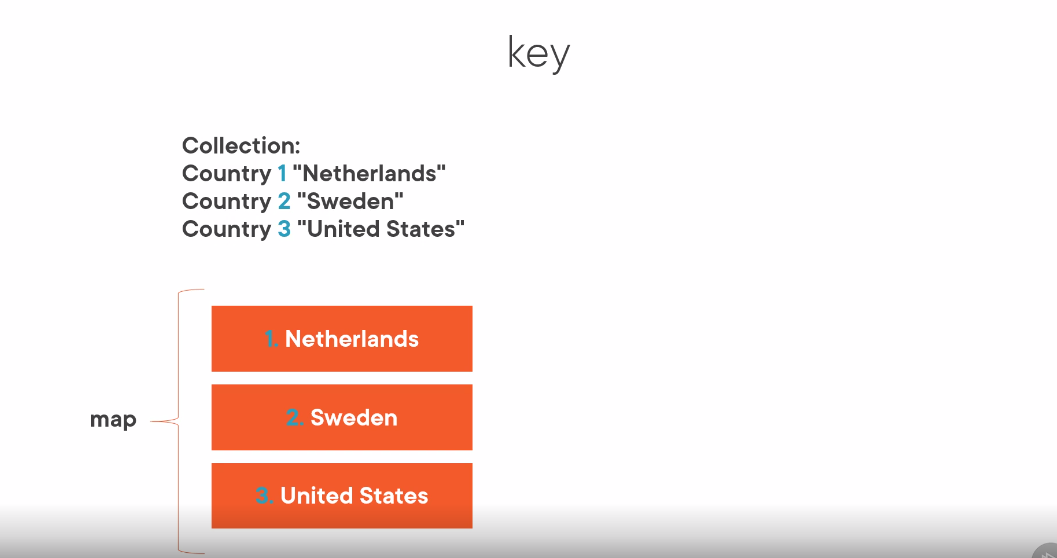 key
Collection:
Country 1 "Netherlands"
Country 2 "Sweden"
Country 3 "United States"
1. Netherlands
map
2. Sweden
3. United States